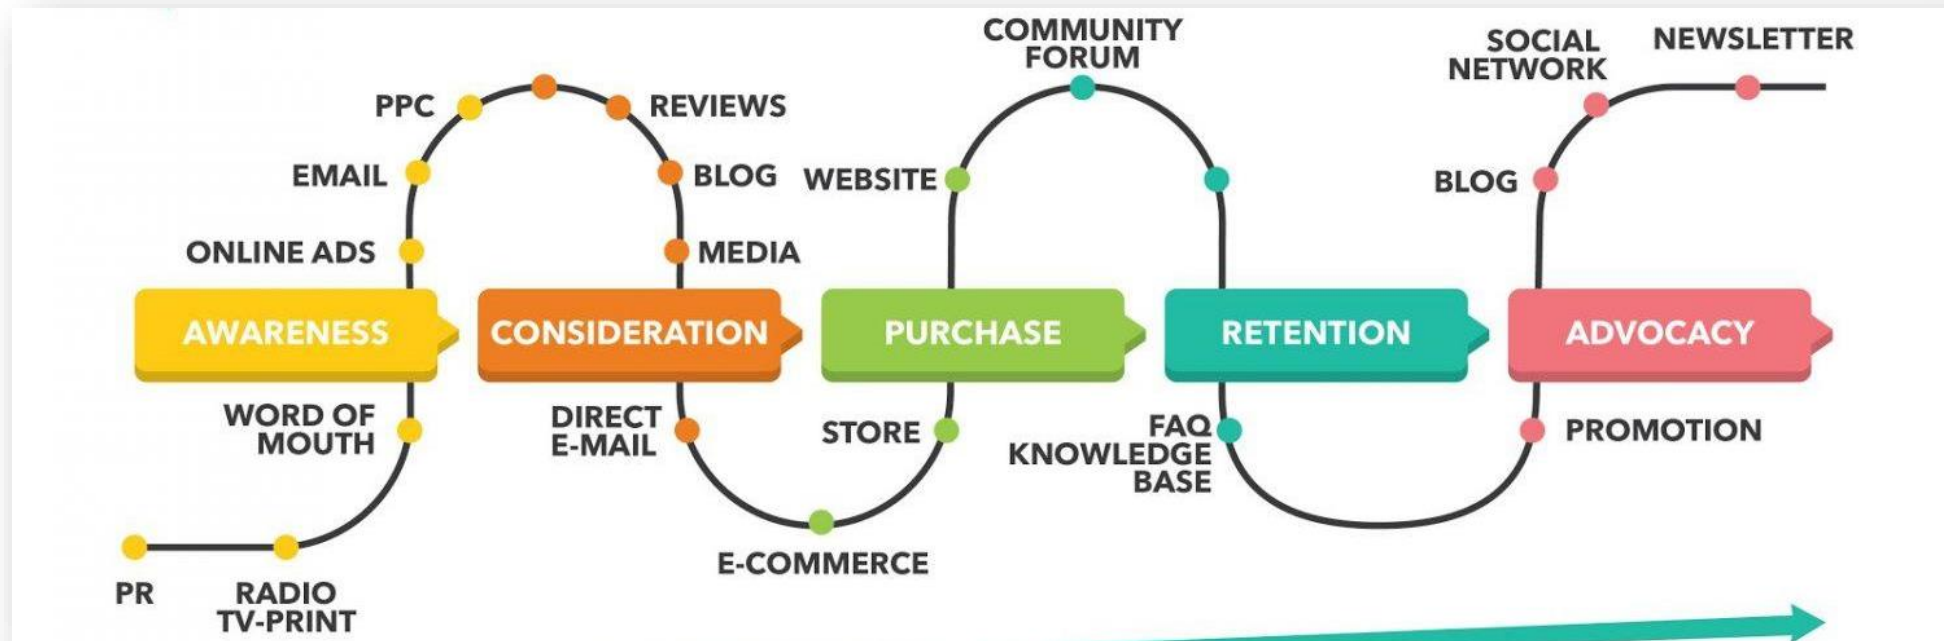 COMMUNITY
FORUM
SOCIAL
NETWORK
NEWSLETTER
PPC
REVIEWS
EMAIL
BLOG
WEBSITE
BLOG
ONLINE ADS
MEDIA
AWARENESS
CONSIDERATION
PURCHASE
RETENTION
ADVOCACY
WORD OF
MOUTH
DIRECT
E-MAIL
STORE
FAQ
KNOWLEDGE
BASE
PROMOTION
E-COMMERCE
PR
RADIO
TV-PRINT